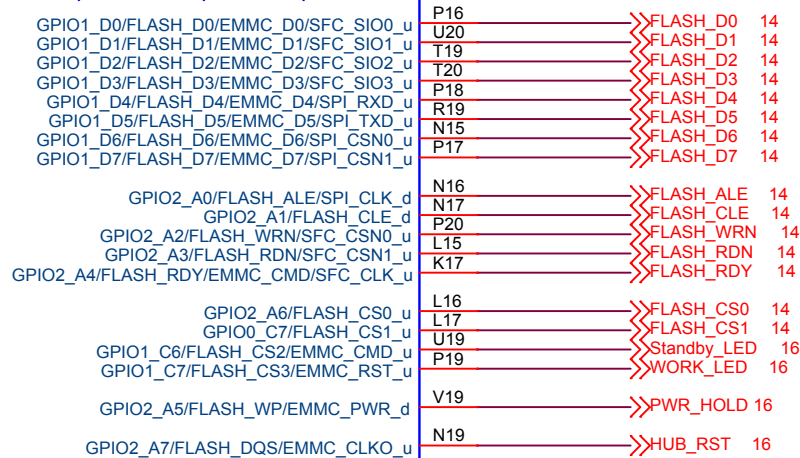 GPIO1_D0/FLASH_D0/EMMC_D0/SFC_SIO0_u P16 FLASH_D0 14
GPIO1_D1/FLASH_D1/EMMC_D1/SFC_SIO1_u U20 FLASH_D1 14
GPIO1_D2/FLASH_D2/EMMC_D2/SFC_SIO2_u T19 FLASH_D2 14
GPIO1_D3/FLASH_D3/EMMC_D3/SFC_SIO3_u T20 FLASH_D3 14
GPIO1_D4/FLASH_D4/EMMC_D4/SPI_RXD_u P18 FLASH_D4 14
GPIO1_D5/FLASH_D5/EMMC_D5/SPI_TXD_u R19 FLASH_D5 14
GPIO1_D6/FLASH_D6/EMMC_D6/SPI_CSN0_u N15 FLASH_D6 14
GPIO1_D7/FLASH_D7/EMMC_D7/SPI_CSN1_u P17 FLASH_D7 14
GPIO2_A0/FLASH_ALE/SPI_CLK_d N16 FLASH_ALE 14
GPIO2_A1/FLASH_CLE_d N17 FLASH_CLE 14
GPIO2_A2/FLASH_WRN/SFC_CSN0_u P20 FLASH_WRN 14
GPIO2_A3/FLASH_RDN/SFC_CSN1_u L15 FLASH_RDN 14
GPIO2_A4/FLASH_RDY/EMMC_CMD/SFC_CLK_u K17 FLASH_RDY 14
GPIO2_A6/FLASH_CS0_u L16 FLASH_CS0 14
GPIO0_C7/FLASH_CS1_u L17 FLASH_CS1 14
GPIO1_C6/FLASH_CS2/EMMC_CMD_u U19 Standby_LED 16
GPIO1_C7/FLASH_CS3/EMMC_RST_u P19 WORK_LED 16
GPIO2_A5/FLASH_WP/EMMC_PWR_d V19 PWR_HOLD 16
GPIO2_A7/FLASH_DQS/EMMC_CLKO_u N19 HUB_RST 16